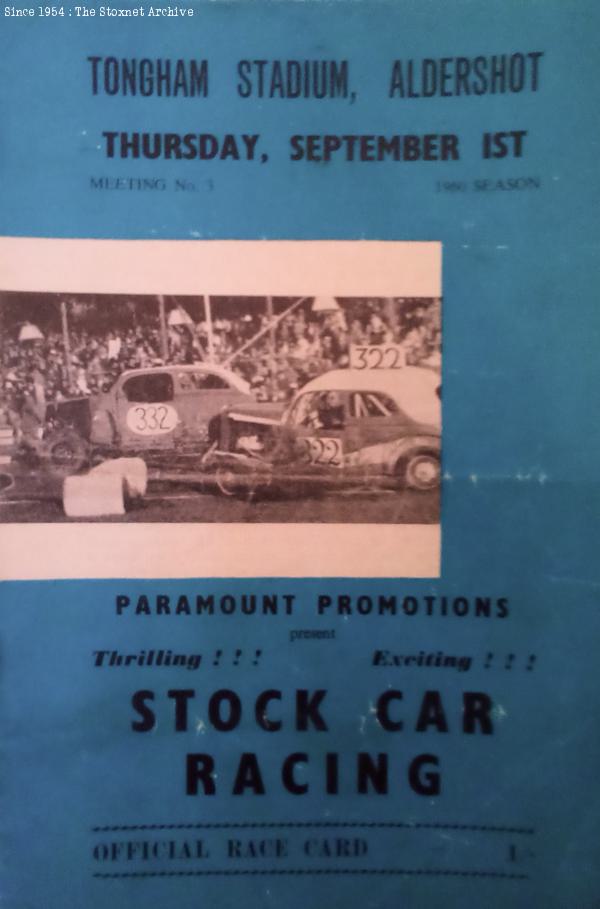 Since 1954 : The Stoxnet Archive
TONGHAM STADIUM, ALDERSHOT
THURSDAY, SEPTEMBER 1ST
MEETING No. 3 1960 SEASON
322
332
322
PARAMOUNT PROMOTIONS
present
Thrilling ! ! ! Exciting ! ! !
STOCK CAR
RACING
OFFICIAL RACE CARD 1/-